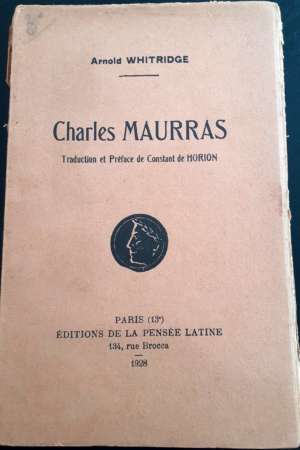 Arnold WHITRIDGE
Charles MAURRAS
Traduction et Préface de Constant de HORION
PARIS (13ᵉ)
ÉDITIONS DE LA PENSÉE LATINE
134, rue Brocca
1928